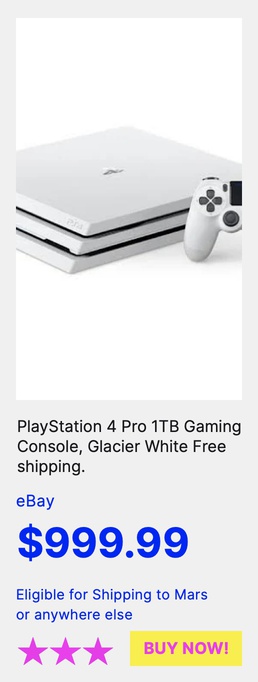 PS4
PlayStation 4 Pro 1TB Gaming
Console, Glacier White Free
shipping.
eBay
$999.99
Eligible for Shipping to Mars
or anywhere else
BUY NOW!